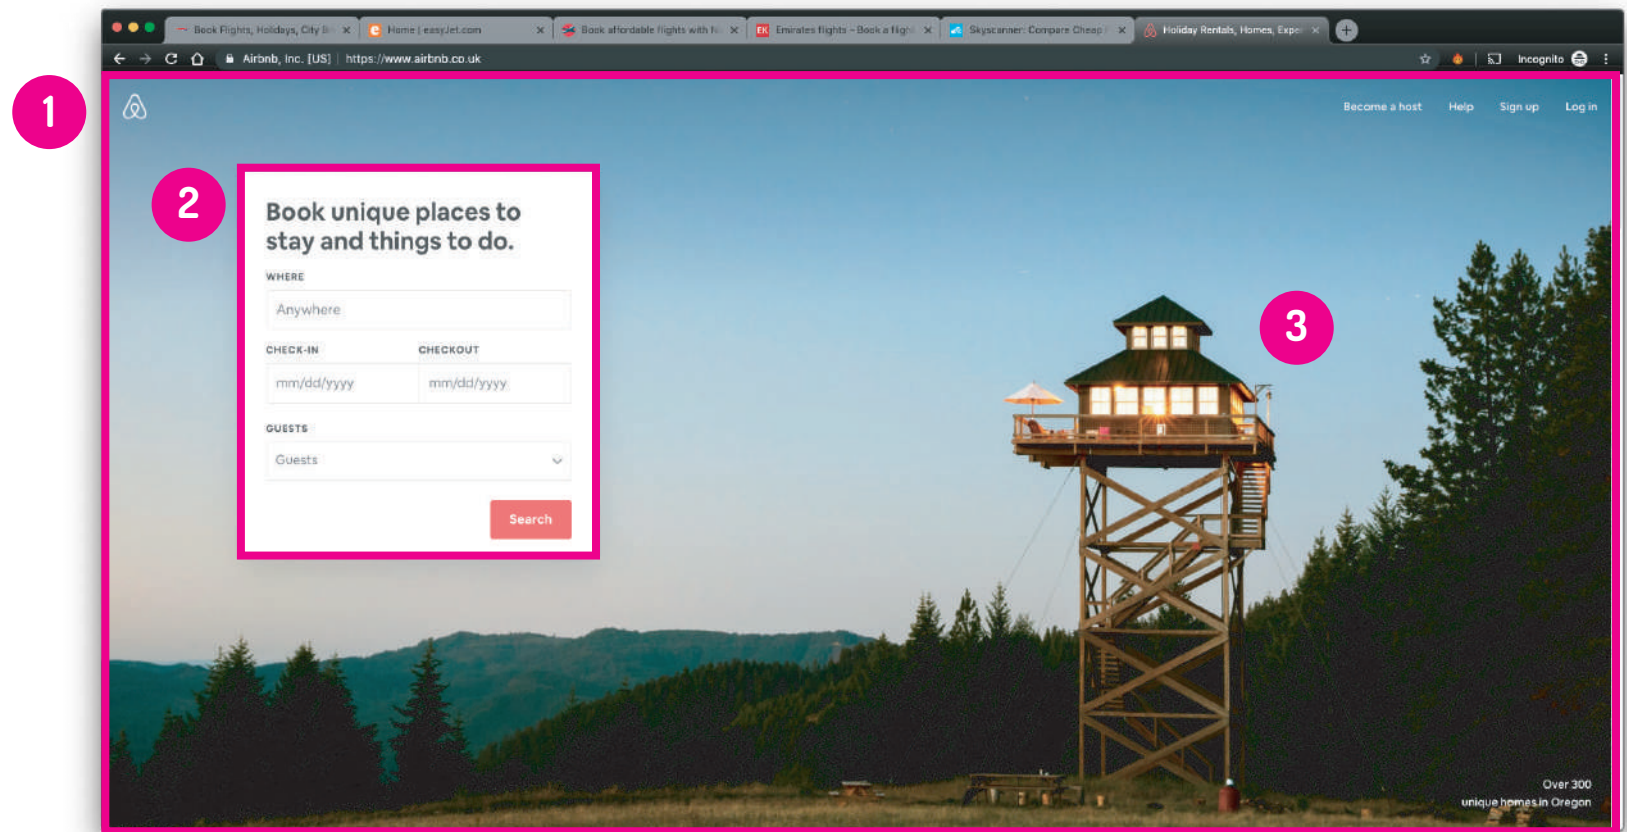 Book Flights, Holidays, City Br
Home | easyJet.com
Book affordable flights with N
EK Emirates flights – Book a flight
Skyscanner: Compare Cheap F
Holiday Rentals, Homes, Exper
Airbnb, Inc. [US] | https://www.airbnb.co.uk
Incognito
1
Become a host Help Sign up Log in
2
Book unique places to
stay and things to do.
WHERE
Anywhere
CHECK-IN CHECKOUT
mm/dd/yyyy mm/dd/yyyy
GUESTS
Guests
Search
3
Over 300
unique homes in Oregon